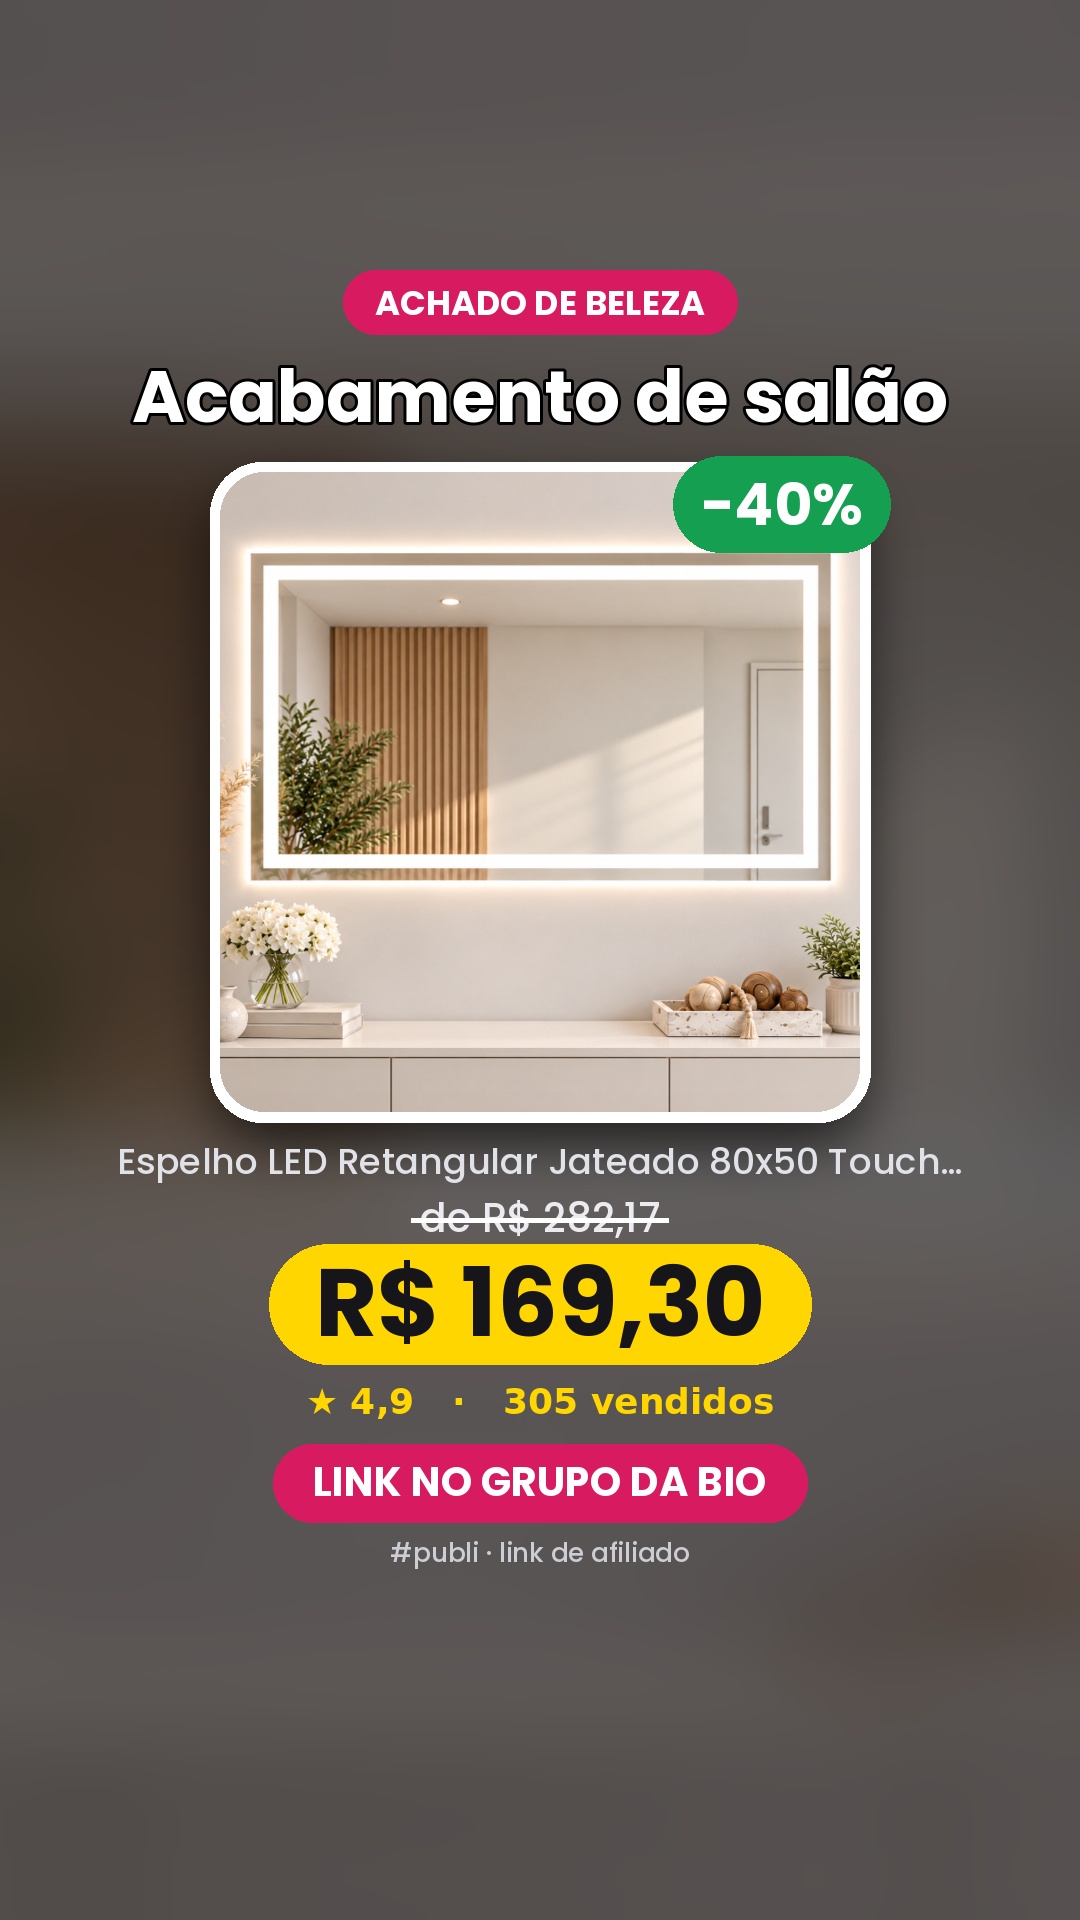 ACHADO DE BELEZA
Acabamento de salão
-40%
Espelho LED Retangular Jateado 80x50 Touch...
de R$ 282,17
R$ 169,30
★ 4,9 · 305 vendidos
LINK NO GRUPO DA BIO
#publi · link de afiliado